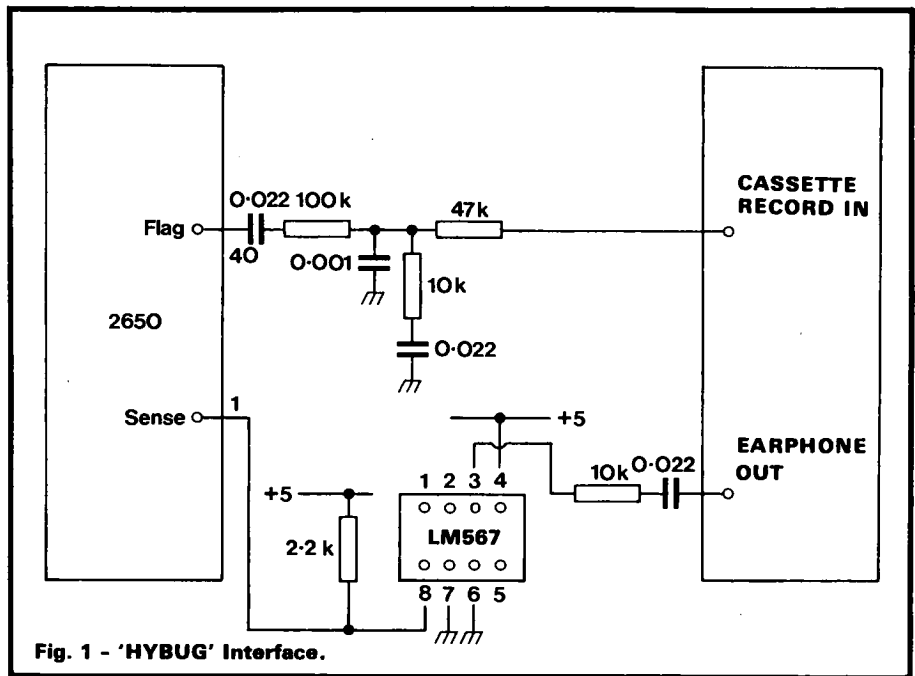 0·022 100k
47k
CASSETTE
RECORD IN
Flag
40
0·001
10k
2650
0·022
Sense
1
+5
EARPHONE
OUT
+5
1 2 3 4
10k 0·022
LM567
2·2 k
8 7 6 5
Fig. 1 - 'HYBUG' Interface.